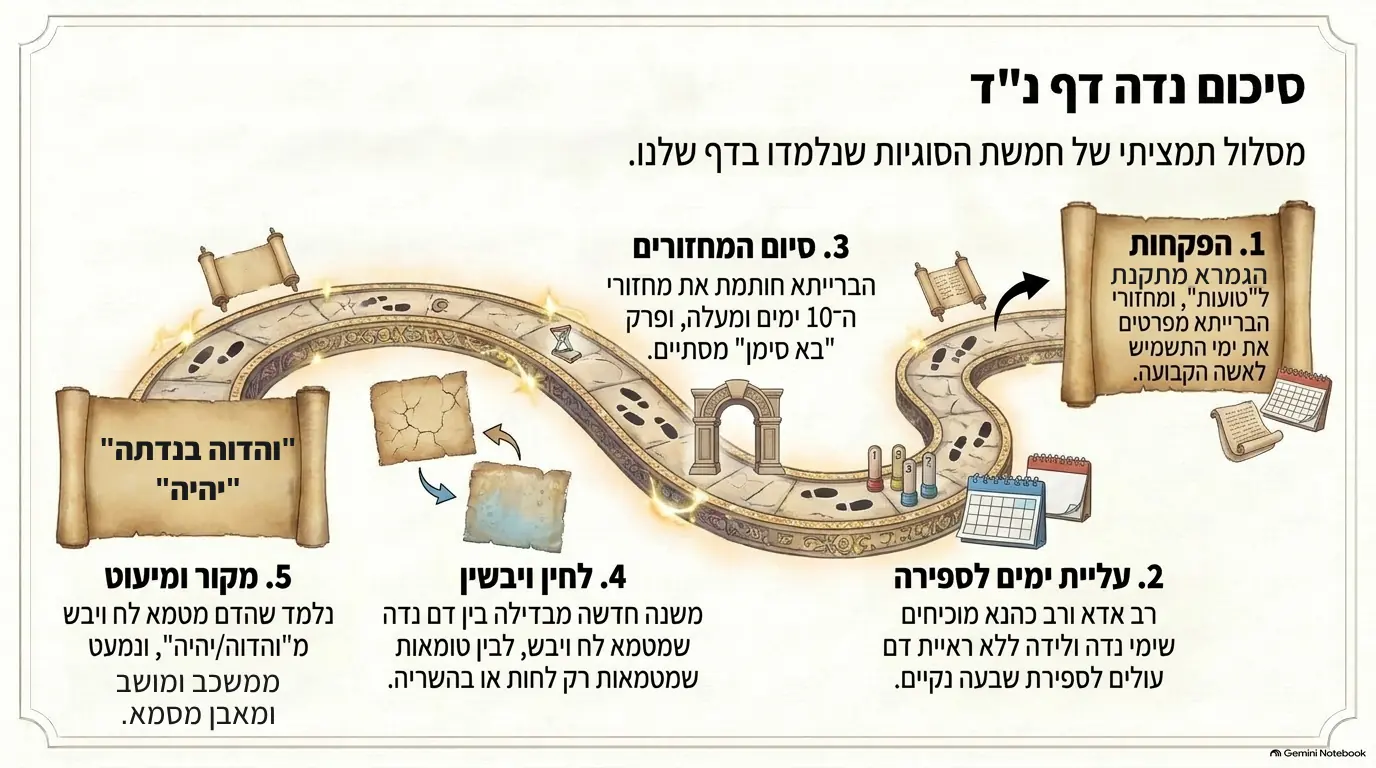 סיכום נדה דף נ"ד
מסלול תמציתי של חמשת הסוגיות שנלמדו בדף שלנו.
1. הפקחות
הגמרא מתקנת
ל"טועות", ומחזורי
הברייתא מפרטים
את ימי התשמיש
לאשה הקבועה.
2. עליית ימים לספירה
רב אדא ורב כהנא מוכיחים
שימי נדה ולידה ללא ראיית דם
עולים לספירת שבעה נקיים.
3. סיום המחזורים
הברייתא חותמת את מחזורי
ה-10 ימים ומעלה, ופרק
"בא סימן" מסתיים.
4. לחין ויבשין
משנה חדשה מבדילה בין דם נדה
שמטמא לח ויבש, לבין טומאות
שמטמאות רק לחות או בהשריה.
"והדוה בנדתה"
"יהיה"
5. מקור ומיעוט
נלמד שהדם מטמא לח ויבש
מ"והדוה/יהיה", ונמעט
ממשכב ומושב
ומאבן מסמא.
Gemini Notebook